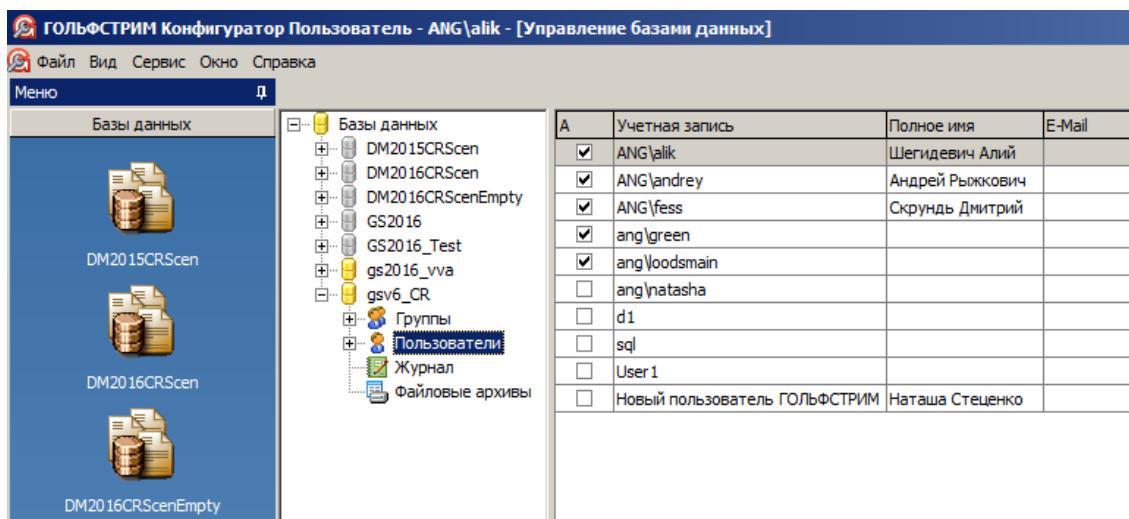 ГОЛЬФСТРИМ Конфигуратор Пользователь - ANG\alik - [Управление базами данных]
Файл Вид Сервис Окно Справка
Меню
Базы данных
DM2015CRScen
DM2016CRScen
DM2016CRScenEmpty
Базы данных
DM2015CRScen
DM2016CRScen
DM2016CRScenEmpty
GS2016
GS2016_Test
gs2016_vva
gsv6_CR
Группы
Пользователи
Журнал
Файловые архивы
А Учетная запись Полное имя E-Mail
ANG\alik Шегидевич Алий
ANG\andrey Андрей Рыжкович
ANG\fess Скрундь Дмитрий
ang\green
ang\loodsmain
ang\natasha
d1
sql
User1
Новый пользователь ГОЛЬФСТРИМ Наташа Стеценко